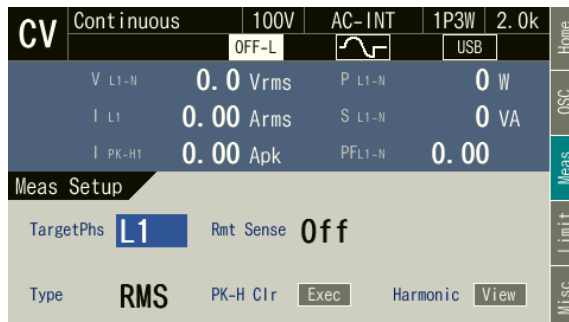 CV Continuous 100V AC-INT 1P3W 2.0k
OFF-L USB
V L1-N 0.0 Vrms P L1-N 0 W
I L1 0.00 Arms S L1-N 0 VA
I PK-H1 0.00 Apk PFL1-N 0.00
Meas Setup
TargetPhs L1 Rmt Sense Off
Type RMS PK-H Clr Exec Harmonic View
Home
OSC
Meas
Limit
Misc